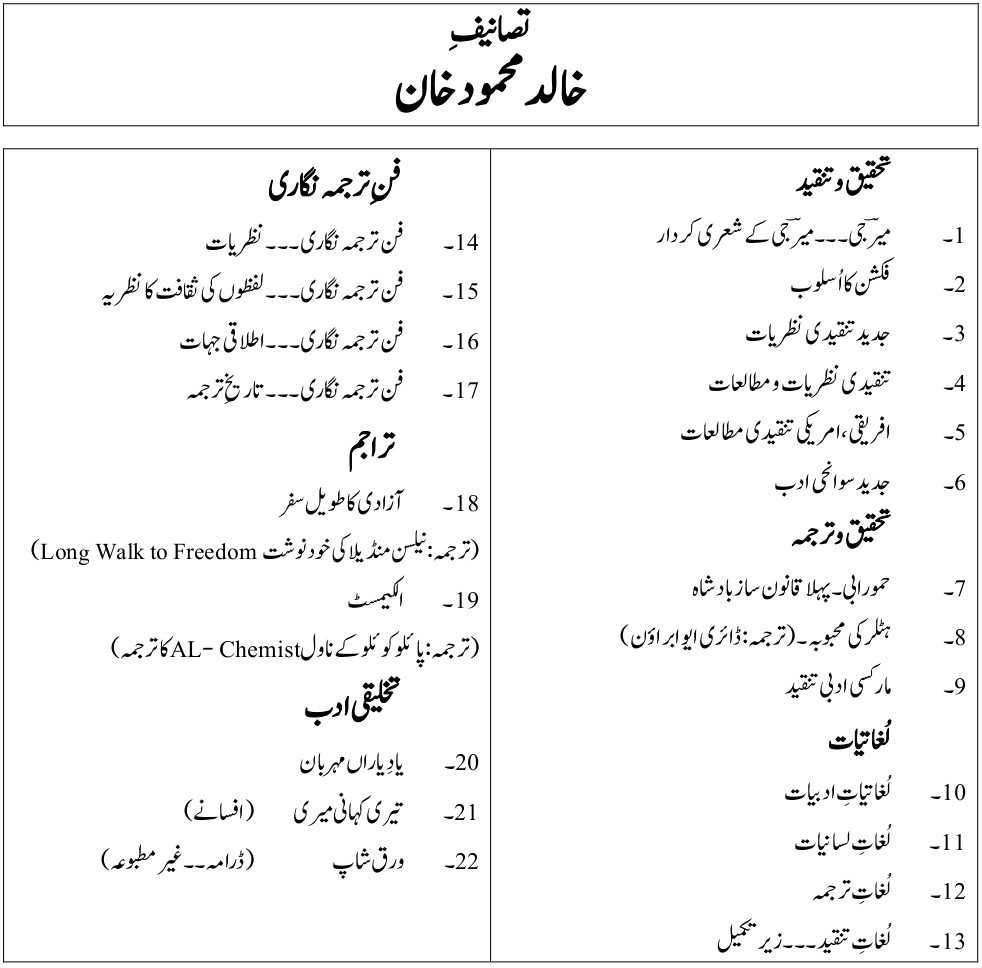 تصانیفِ
خالد محمود خان
تحقیق و تنقید
1۔ میرؔاجی۔۔۔میرؔاجی کے شعری کردار
2۔ فکشن کا اُسلوب
3۔ جدید تنقیدی نظریات
4۔ تنقیدی نظریات و مطالعات
5۔ افریقی، امریکی تنقیدی مطالعات
6۔ جدید سوانحی ادب
تحقیق و ترجمہ
7۔ حمورابی۔ پہلا قانون ساز بادشاہ
8۔ ہٹلر کی محبوبہ۔ (ترجمہ: ڈائری ایوا براؤن)
9۔ مارکسی ادبی تنقید
لُغاتیات
10۔ لُغاتیاتِ ادبیات
11۔ لُغاتِ لسانیات
12۔ لُغاتِ ترجمہ
13۔ لُغاتِ تنقید۔۔۔زیر تکمیل
فنِ ترجمہ نگاری
14۔ فن ترجمہ نگاری۔۔۔ نظریات
15۔ فن ترجمہ نگاری۔۔۔ لفظوں کی ثقافت کا نظریہ
16۔ فن ترجمہ نگاری۔۔۔اطلاقی جہات
17۔ فن ترجمہ نگاری۔۔۔ تاریخِ ترجمہ
تراجم
18۔ آزادی کا طویل سفر
(ترجمہ: نیلسن منڈیلا کی خودنوشت Long Walk to Freedom)
19۔ الکیمسٹ
(ترجمہ: پائلو کوئلو کے ناول AL- Chemist کا ترجمہ)
تخلیقی ادب
20۔ یادِ یاراں مہربان
21۔ تیری کہانی میری (افسانے)
22۔ ورق شاپ (ڈرامہ۔۔غیر مطبوعہ)